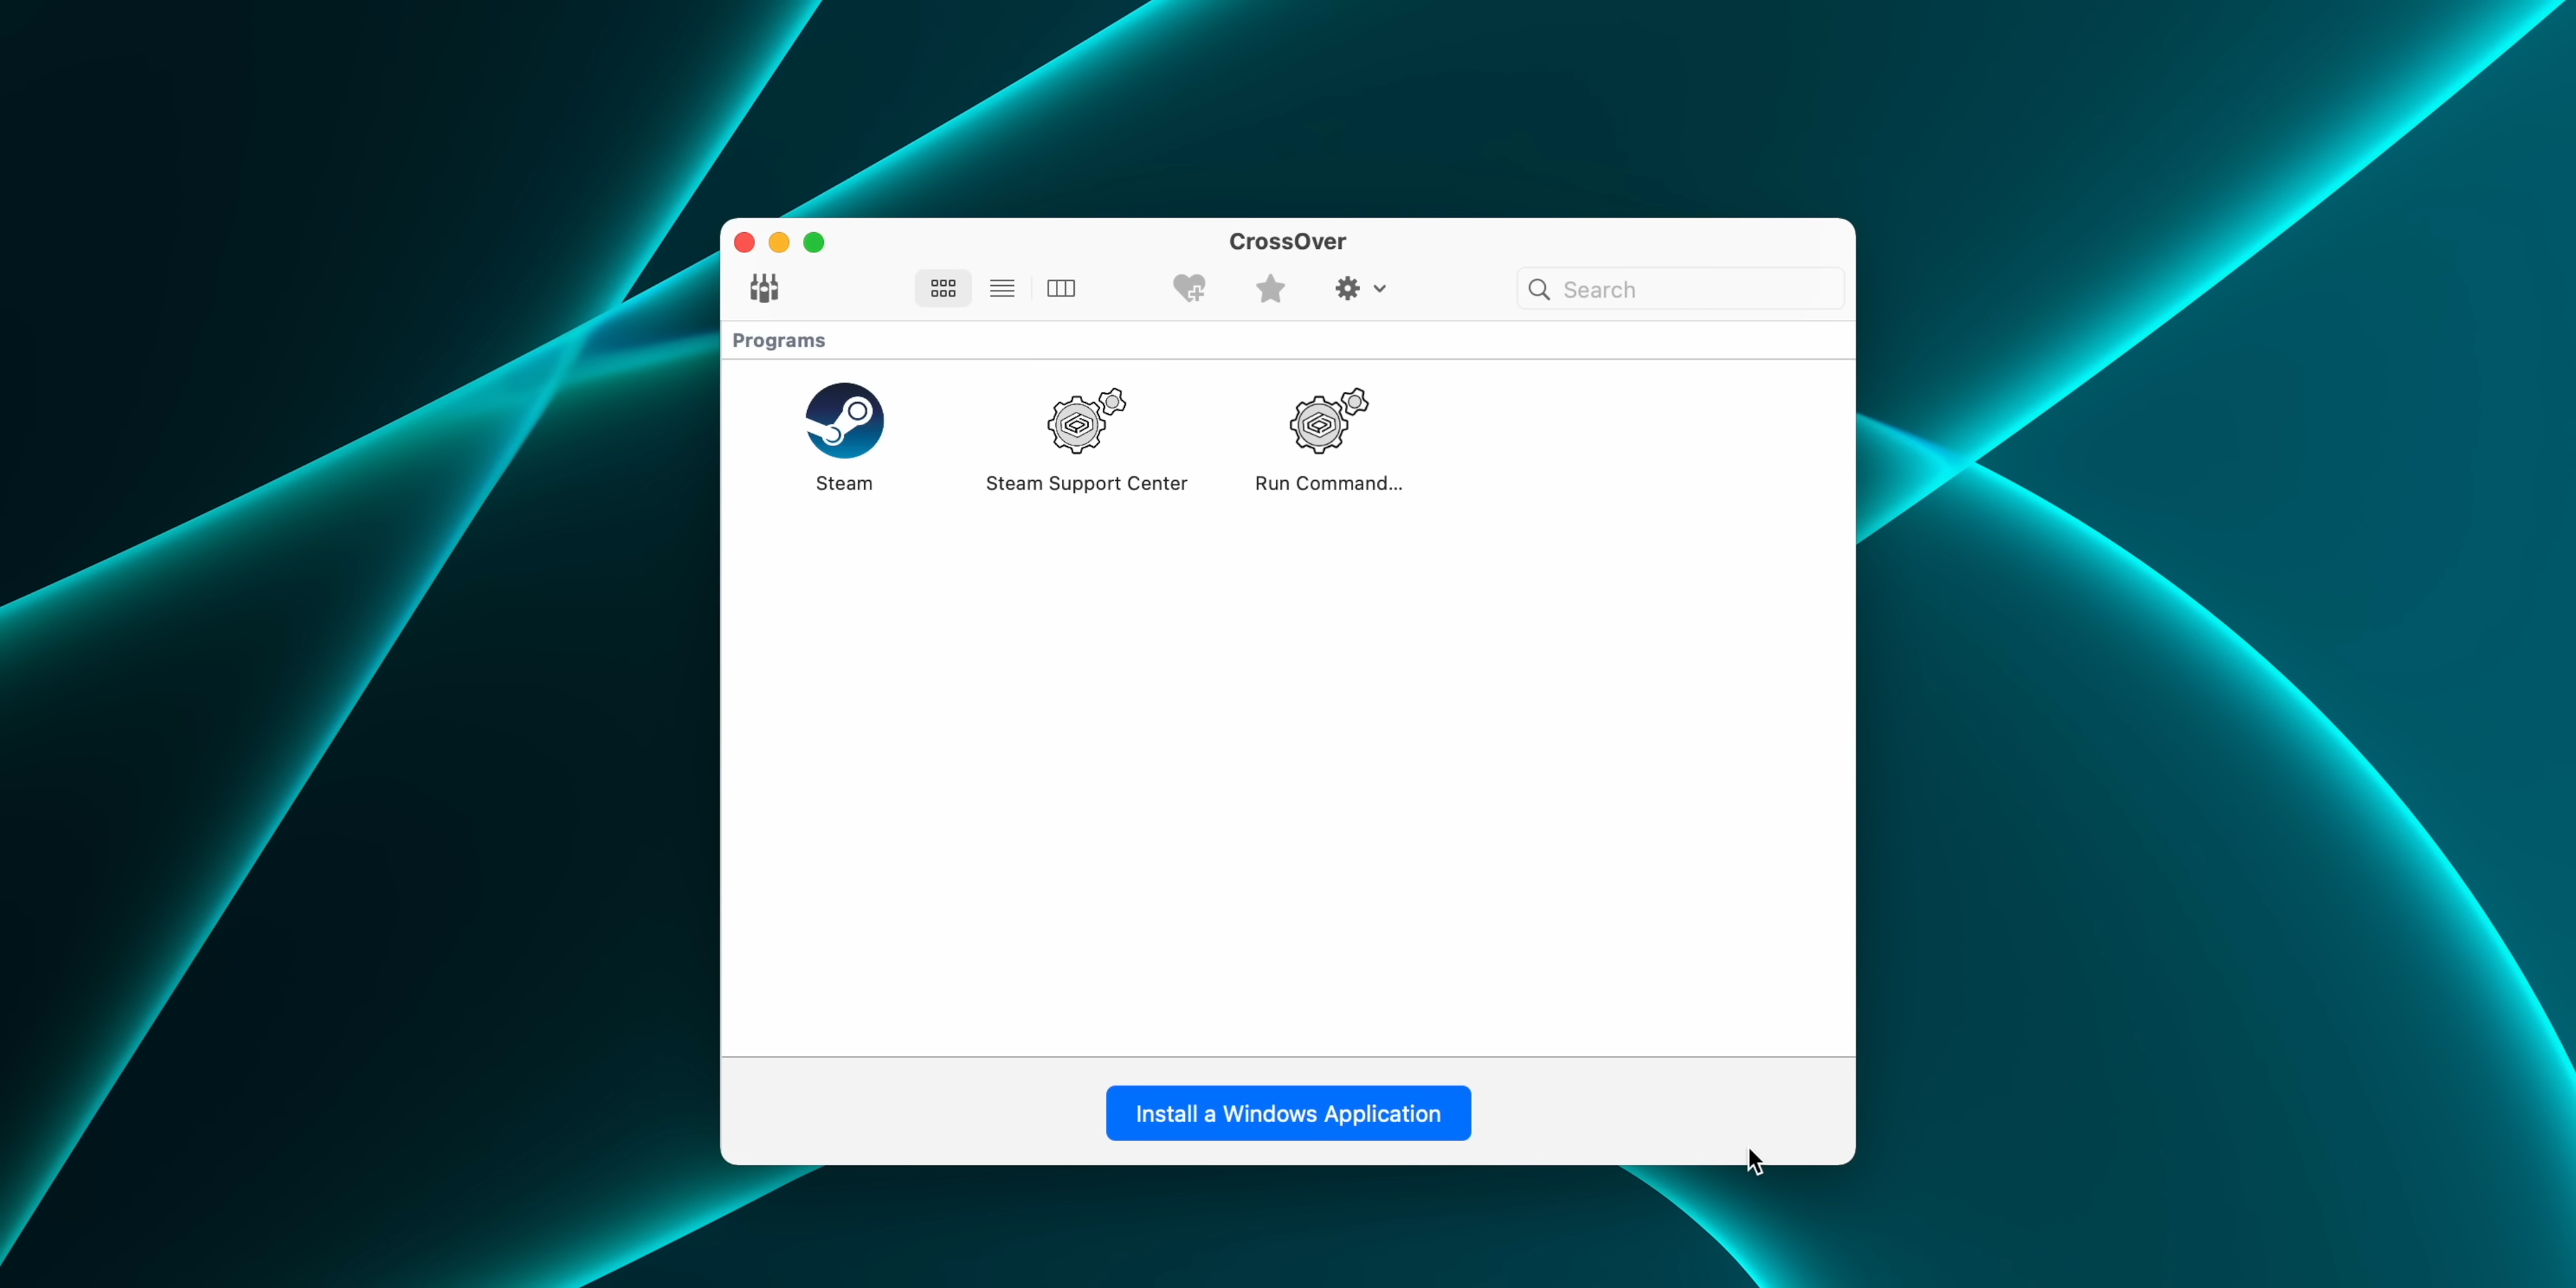 CrossOver
Search
Programs
Steam
Steam Support Center
Run Command...
Install a Windows Application